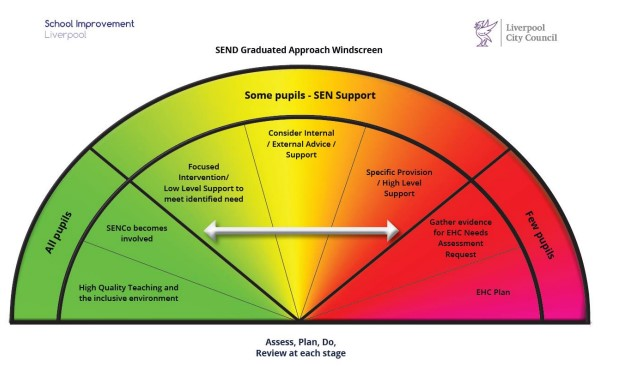 School Improvement
Liverpool
Liverpool
City Council
SEND Graduated Approach Windscreen
Some pupils - SEN Support
Consider Internal
/ External Advice /
Support
Focused
Intervention/
Low Level Support to
meet identified need
Specific Provision
/ High Level
Support
All pupils
SENCo becomes
involved
Gather evidence
for EHC Needs
Assessment
Request
Few pupils
High Quality Teaching and
the inclusive environment
EHC Plan
Assess, Plan, Do,
Review at each stage